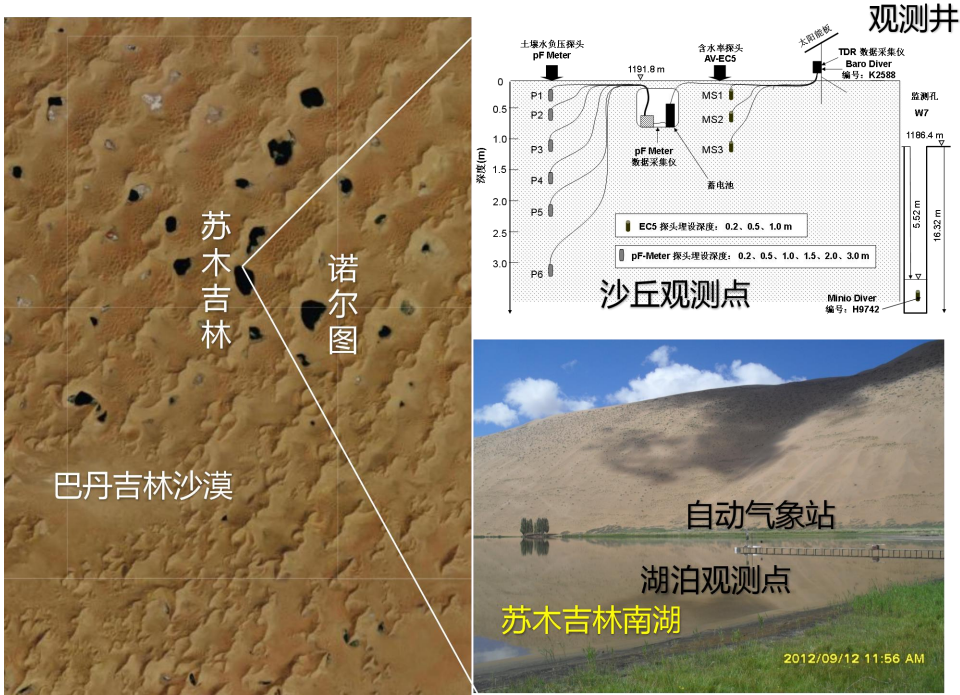 苏木吉林
诺尔图
巴丹吉林沙漠
观测井
太阳能板
土壤水负压探头
pF Meter
含水率探头
AV-EC5
TDR 数据采集仪
Baro Diver
编号：K2588
1191.8 m
监测孔
W7
1186.4 m
深度(m)
0
0.5
1.0
1.5
2.0
2.5
3.0
P1
P2
P3
P4
P5
P6
MS1
MS2
MS3
pF Meter
数据采集仪
蓄电池
5.52 m
16.32 m
EC5 探头埋设深度：0.2、0.5、1.0 m
pF-Meter 探头埋设深度：0.2、0.5、1.0、1.5、2.0、3.0 m
Minio Diver
编号：H9742
沙丘观测点
自动气象站
湖泊观测点
苏木吉林南湖
2012/09/12 11:56 AM